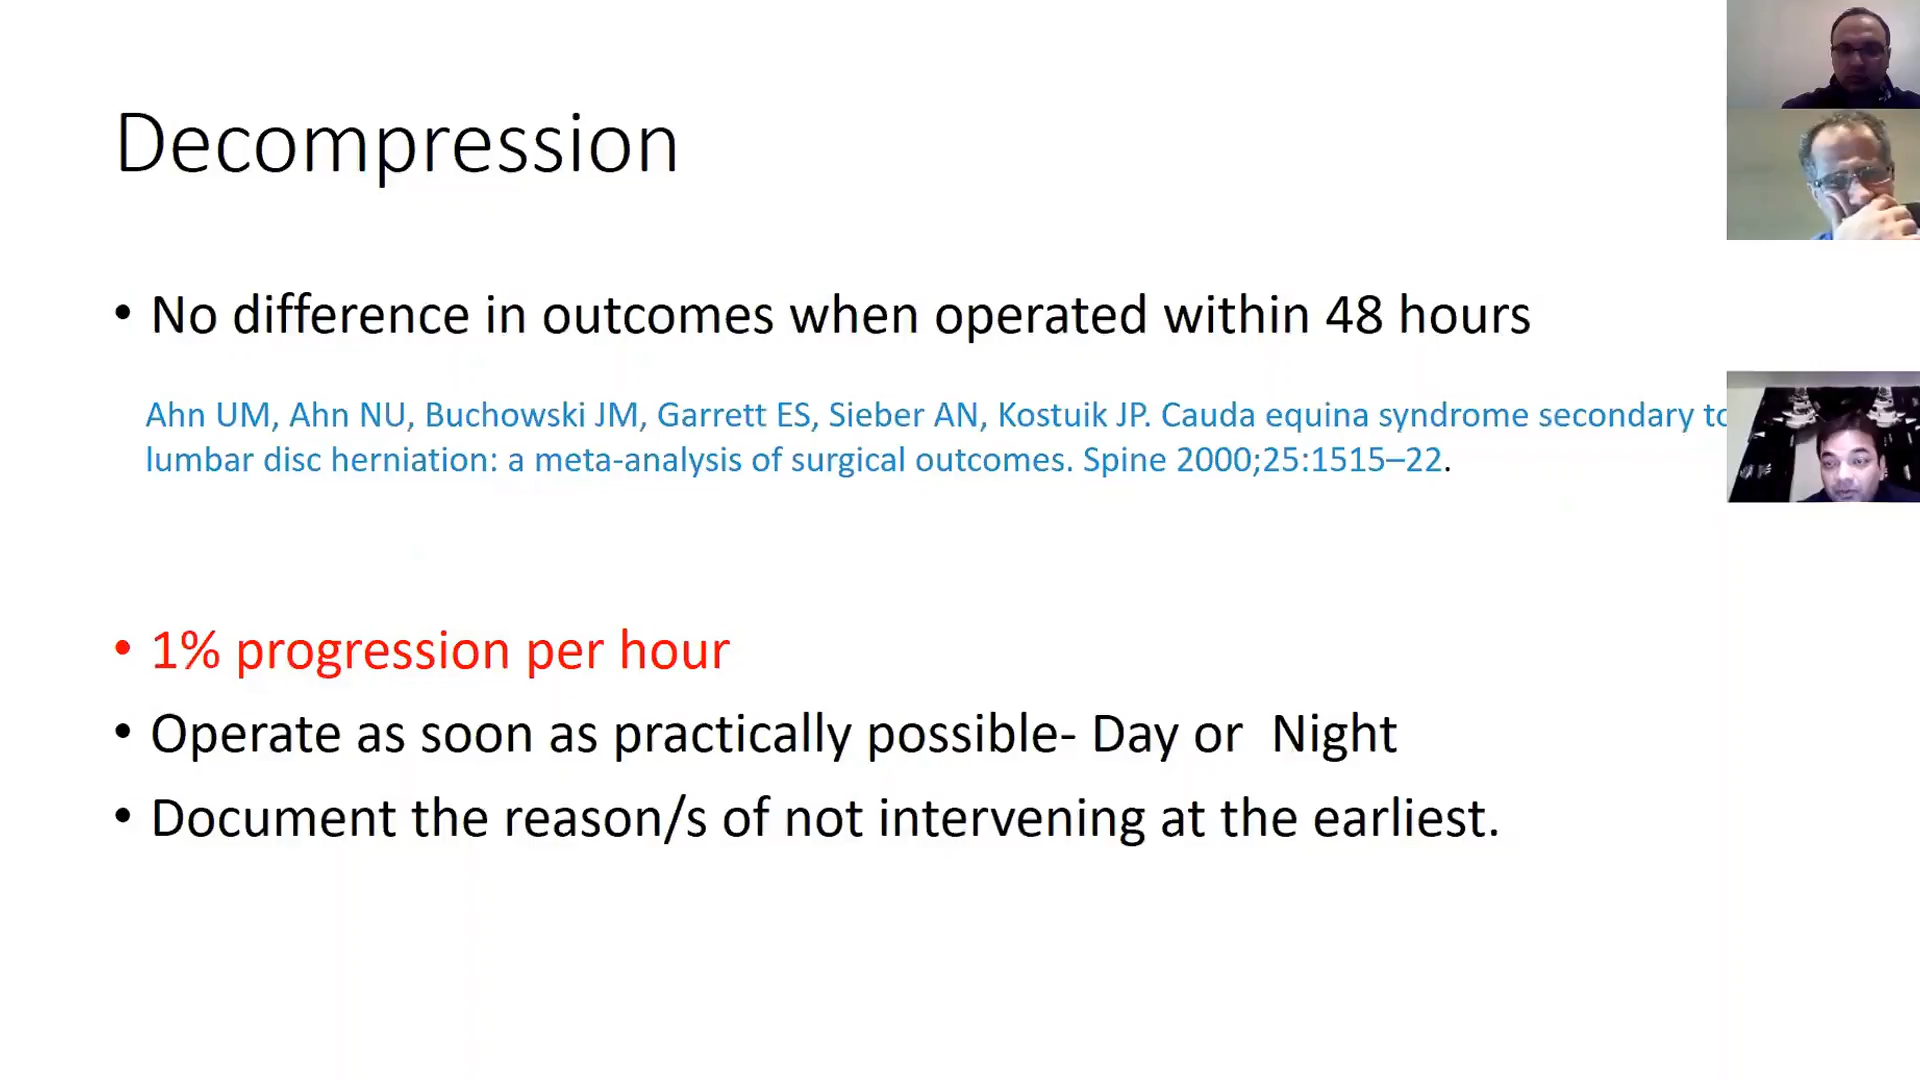 Decompression
• No difference in outcomes when operated within 48 hours
Ahn UM, Ahn NU, Buchowski JM, Garrett ES, Sieber AN, Kostuik JP. Cauda equina syndrome secondary to
lumbar disc herniation: a meta-analysis of surgical outcomes. Spine 2000;25:1515–22.
• 1% progression per hour
• Operate as soon as practically possible- Day or  Night
• Document the reason/s of not intervening at the earliest.